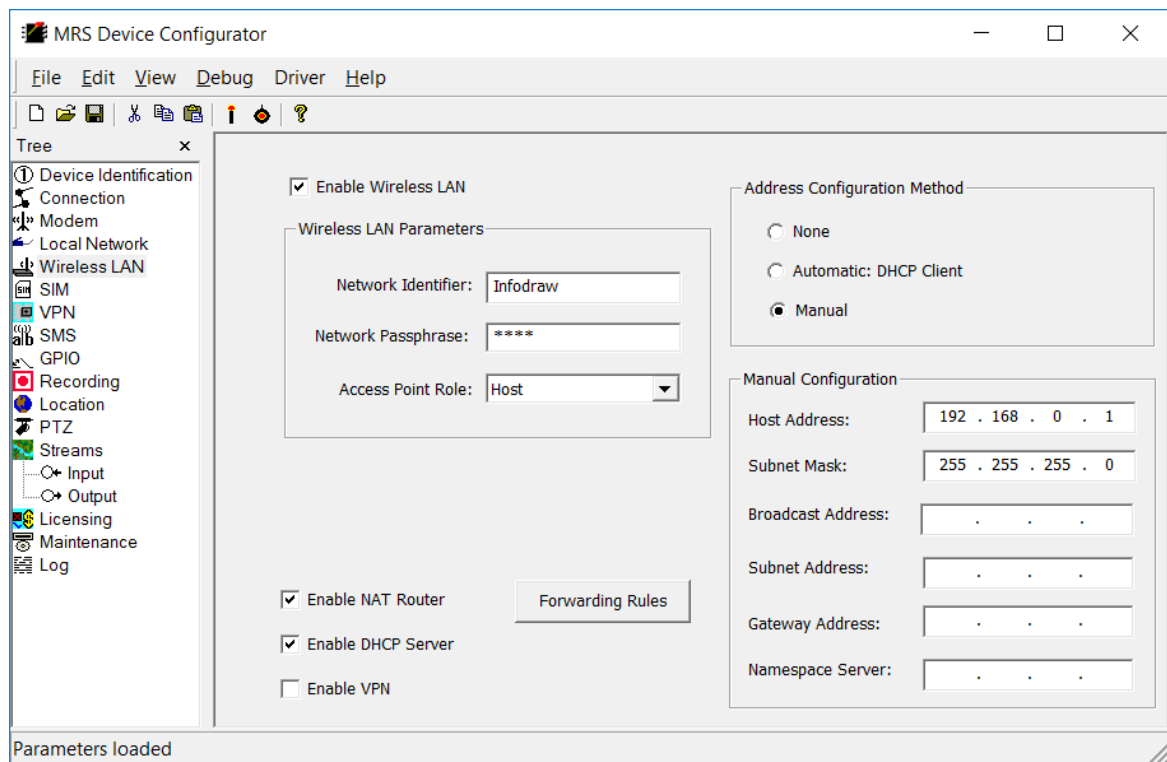 MRS Device Configurator
File Edit View Debug Driver Help
Tree x
Device Identification
Connection
Modem
Local Network
Wireless LAN
SIM
VPN
SMS
GPIO
Recording
Location
PTZ
Streams
Input
Output
Licensing
Maintenance
Log
Enable Wireless LAN
Wireless LAN Parameters
Network Identifier: Infodraw
Network Passphrase: ****
Access Point Role: Host
Enable NAT Router
Forwarding Rules
Enable DHCP Server
Enable VPN
Address Configuration Method
None
Automatic: DHCP Client
Manual
Manual Configuration
Host Address: 192 . 168 . 0 . 1
Subnet Mask: 255 . 255 . 255 . 0
Broadcast Address: . . .
Subnet Address: . . .
Gateway Address: . . .
Namespace Server: . . .
Parameters loaded